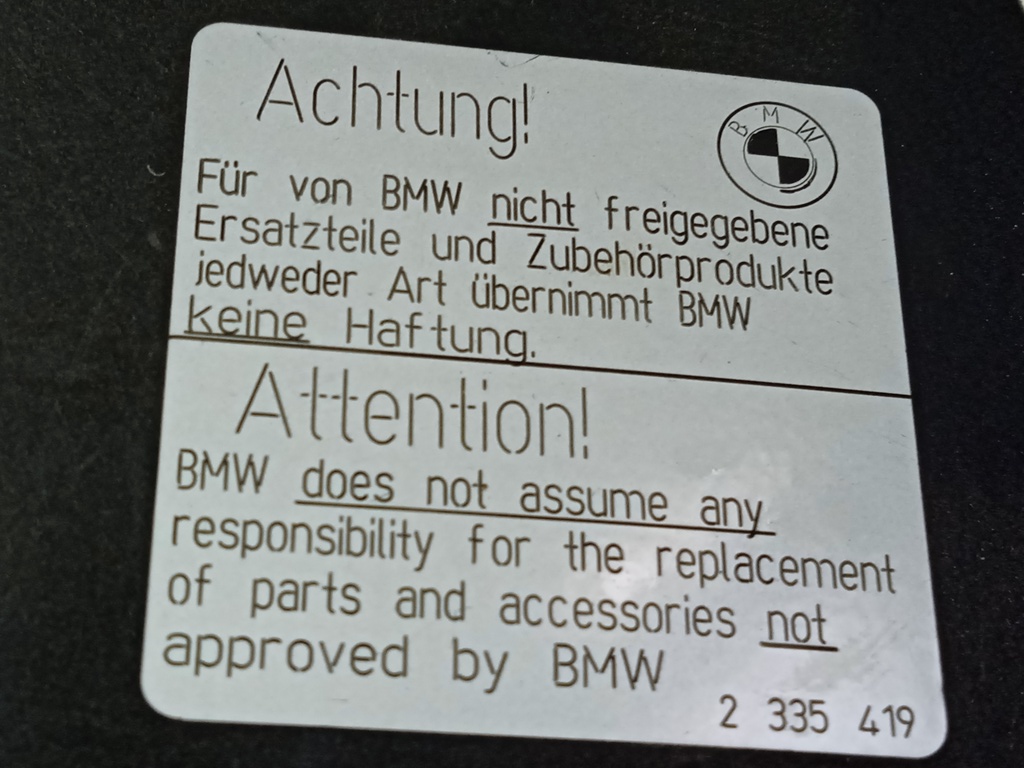 Achtung!
BMW
Für von BMW nicht freigegebene
Ersatzteile und Zubehörprodukte
jedweder Art übernimmt BMW
keine Haftung.
Attention!
BMW does not assume any
responsibility for the replacement
of parts and accessories not
approved by BMW
2 335 419